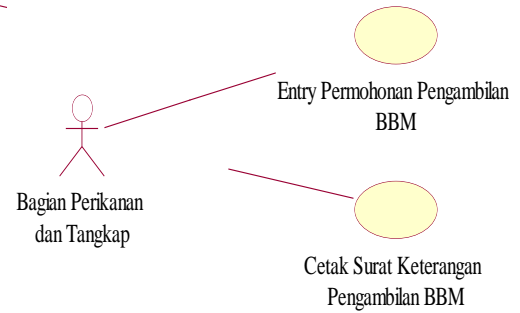 Entry Permohonan Pengambilan
BBM
Bagian Perikanan
dan Tangkap
Cetak Surat Keterangan
Pengambilan BBM